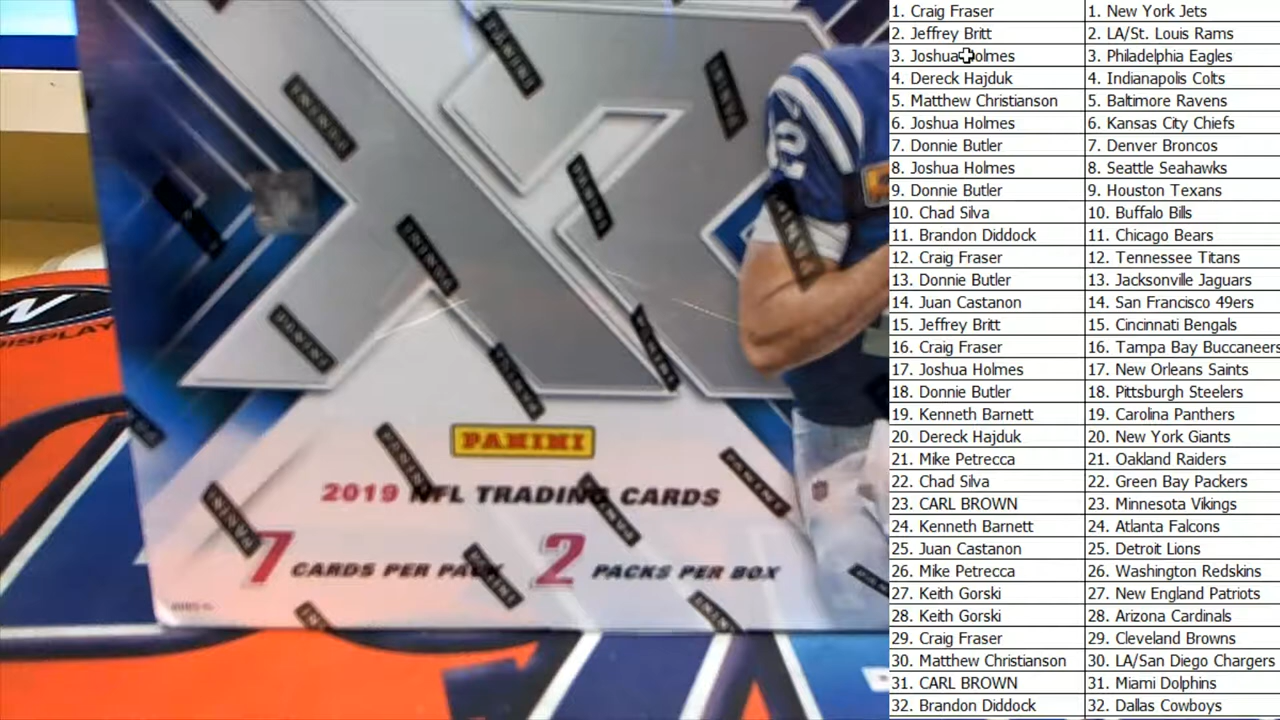 PANINI
2019 NFL TRADING CARDS
7 CARDS PER PACK 2 PACKS PER BOX
DISPLAY
1. Craig Fraser 1. New York Jets
2. Jeffrey Britt 2. LA/St. Louis Rams
3. Joshua Holmes 3. Philadelphia Eagles
4. Dereck Hajduk 4. Indianapolis Colts
5. Matthew Christianson 5. Baltimore Ravens
6. Joshua Holmes 6. Kansas City Chiefs
7. Donnie Butler 7. Denver Broncos
8. Joshua Holmes 8. Seattle Seahawks
9. Donnie Butler 9. Houston Texans
10. Chad Silva 10. Buffalo Bills
11. Brandon Diddock 11. Chicago Bears
12. Craig Fraser 12. Tennessee Titans
13. Donnie Butler 13. Jacksonville Jaguars
14. Juan Castanon 14. San Francisco 49ers
15. Jeffrey Britt 15. Cincinnati Bengals
16. Craig Fraser 16. Tampa Bay Buccaneers
17. Joshua Holmes 17. New Orleans Saints
18. Donnie Butler 18. Pittsburgh Steelers
19. Kenneth Barnett 19. Carolina Panthers
20. Dereck Hajduk 20. New York Giants
21. Mike Petrecca 21. Oakland Raiders
22. Chad Silva 22. Green Bay Packers
23. CARL BROWN 23. Minnesota Vikings
24. Kenneth Barnett 24. Atlanta Falcons
25. Juan Castanon 25. Detroit Lions
26. Mike Petrecca 26. Washington Redskins
27. Keith Gorski 27. New England Patriots
28. Keith Gorski 28. Arizona Cardinals
29. Craig Fraser 29. Cleveland Browns
30. Matthew Christianson 30. LA/San Diego Chargers
31. CARL BROWN 31. Miami Dolphins
32. Brandon Diddock 32. Dallas Cowboys